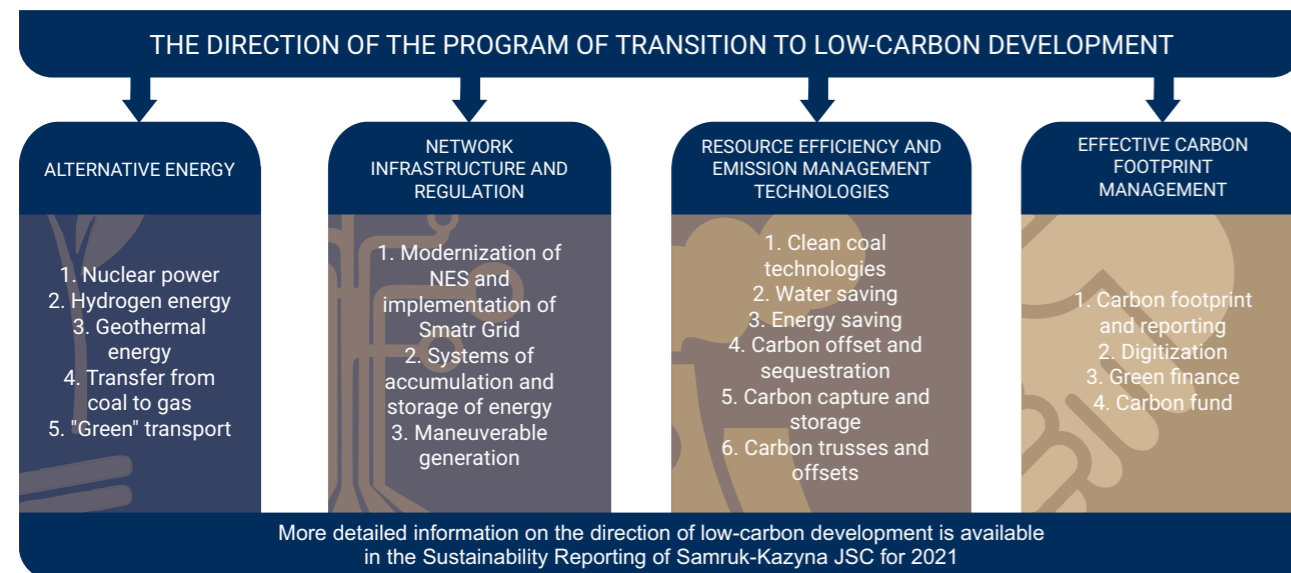 THE DIRECTION OF THE PROGRAM OF TRANSITION TO LOW-CARBON DEVELOPMENT
ALTERNATIVE ENERGY
1. Nuclear power
2. Hydrogen energy
3. Geothermal
energy
4. Transfer from
coal to gas
5. "Green" transport
NETWORK
INFRASTRUCTURE AND
REGULATION
1. Modernization of
NES and
implementation of
Smatr Grid
2. Systems of
accumulation and
storage of energy
3. Maneuverable
generation
RESOURCE EFFICIENCY AND
EMISSION MANAGEMENT
TECHNOLOGIES
1. Clean coal
technologies
2. Water saving
3. Energy saving
4. Carbon offset and
sequestration
5. Carbon capture and
storage
6. Carbon trusses and
offsets
EFFECTIVE CARBON
FOOTPRINT
MANAGEMENT
1. Carbon footprint
and reporting
2. Digitization
3. Green finance
4. Carbon fund
More detailed information on the direction of low-carbon development is available
in the Sustainability Reporting of Samruk-Kazyna JSC for 2021